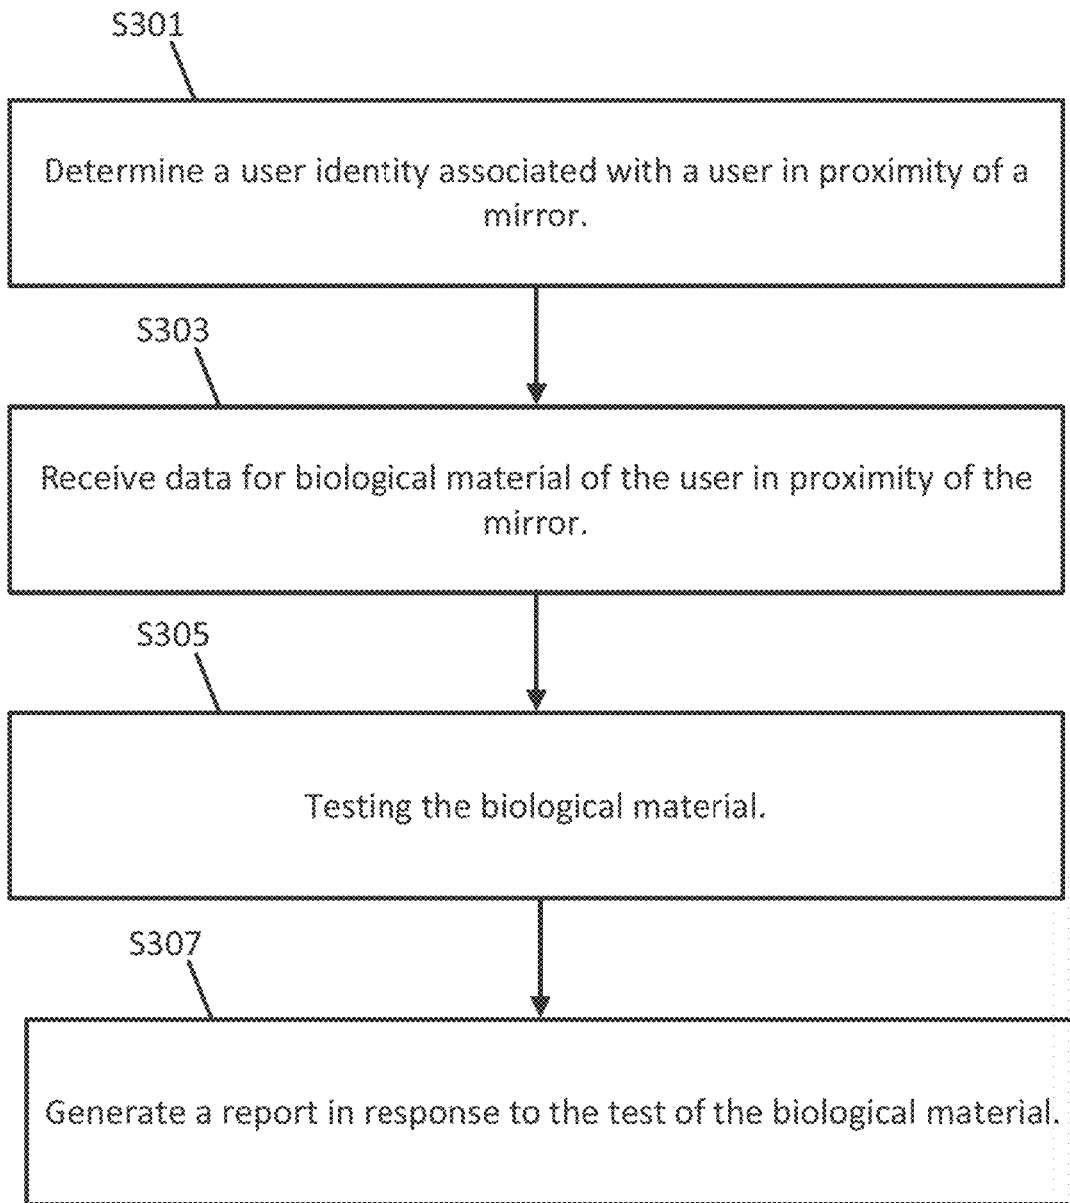 S301
Determine a user identity associated with a user in proximity of a
mirror.
S303
Receive data for biological material of the user in proximity of the
mirror.
S305
Testing the biological material.
S307
Generate a report in response to the test of the biological material.